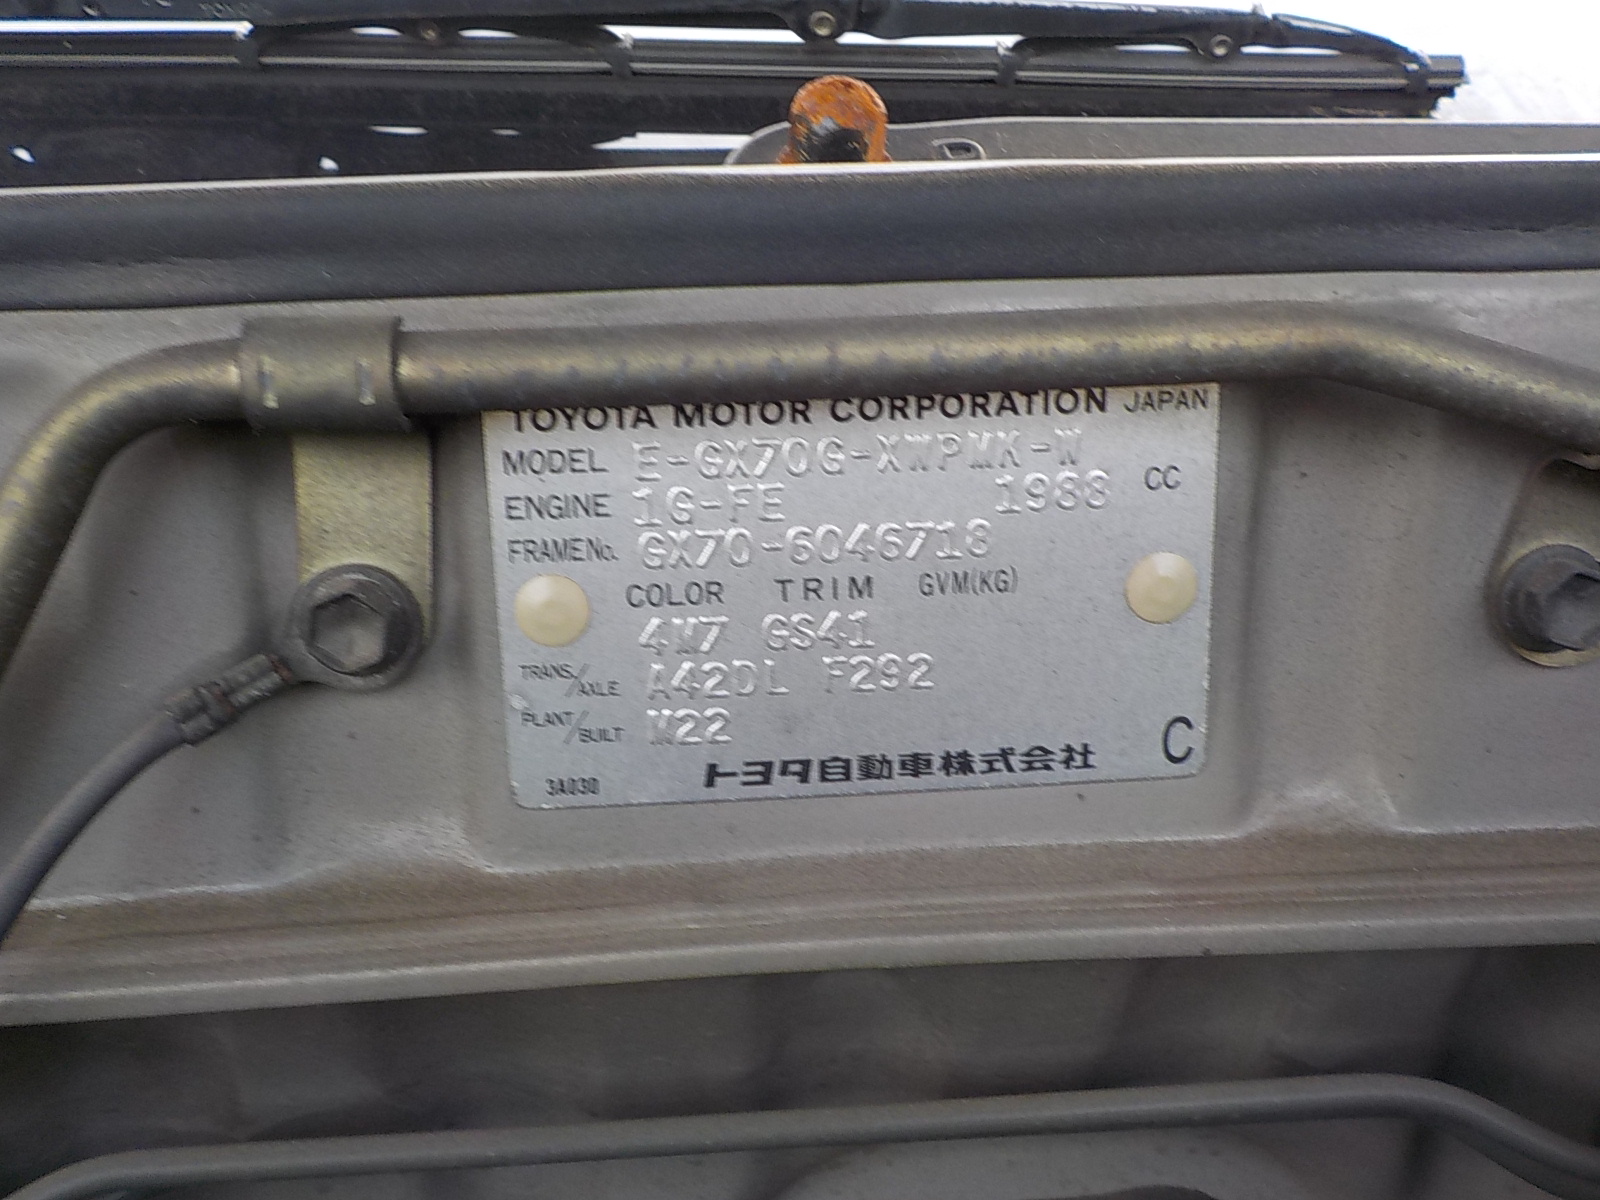 TOYOTA MOTOR CORPORATION JAPAN
MODEL E-GX70G-XWPMK-W
ENGINE 1G-FE 1988 CC
FRAME No. GX70-6046718
COLOR TRIM GVM(KG)
4M7 GS41
TRANS./AXLE A42DL F292
PLANT/BUILT M22
3A030 トヨタ自動車株式会社 C